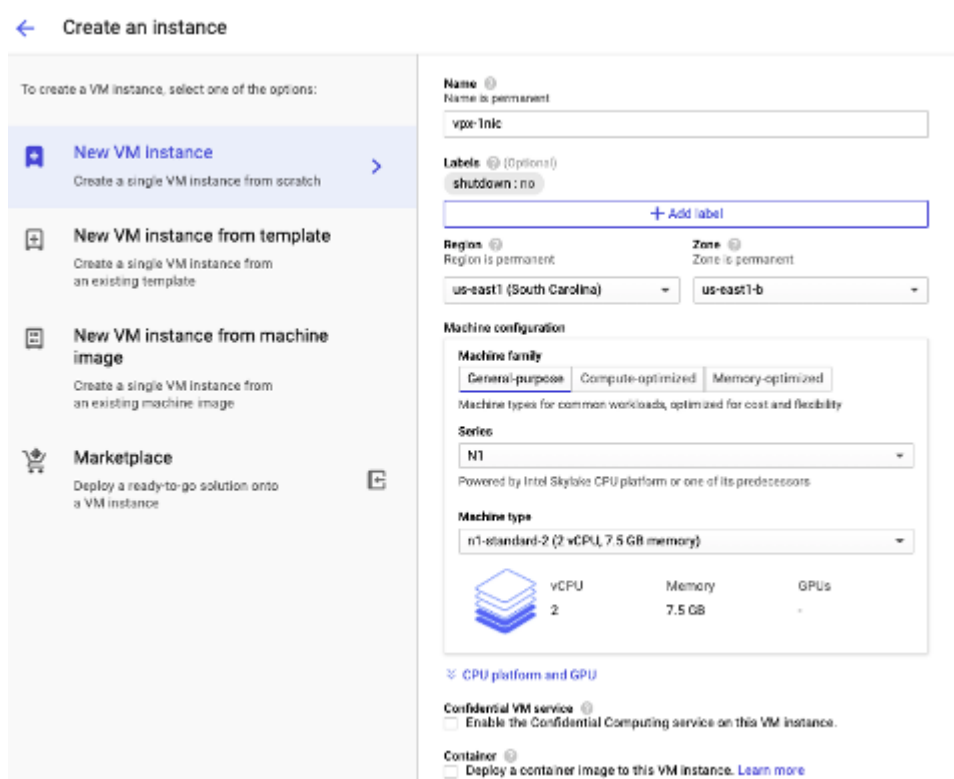 Create an instance
To create a VM instance, select one of the options:
New VM instance
Create a single VM instance from scratch
New VM instance from template
Create a single VM instance from
an existing template
New VM instance from machine
image
Create a single VM instance from
an existing machine image
Marketplace
Deploy a ready-to-go solution onto
a VM instance
Name
Name is permanent
vpx-1nic
Labels (Optional)
shutdown : no
+ Add label
Region
Region is permanent
us-east1 (South Carolina)
Zone
Zone is permanent
us-east1-b
Machine configuration
Machine family
General-purpose Compute-optimized Memory-optimized
Machine types for common workloads, optimized for cost and flexibility
Series
N1
Powered by Intel Skylake CPU platform or one of its predecessors
Machine type
n1-standard-2 (2 vCPU, 7.5 GB memory)
vCPU Memory GPUs
2 7.5 GB -
CPU platform and GPU
Confidential VM service
Enable the Confidential Computing service on this VM instance.
Container
Deploy a container image to this VM instance. Learn more